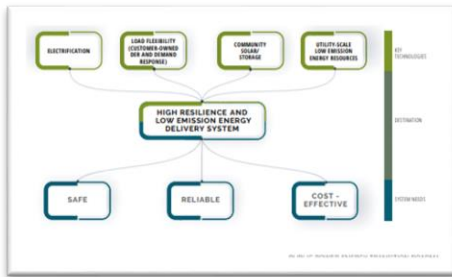 ELECTRIFICATION
LOAD FLEXIBILITY
(CUSTOMER-OWNED
DER AND DEMAND
RESPONSE)
COMMUNITY
SOLAR/
STORAGE
UTILITY-SCALE
LOW EMISSION
ENERGY RESOURCES
KEY
TECHNOLOGIES
HIGH RESILIENCE AND
LOW EMISSION ENERGY
DELIVERY SYSTEM
DESTINATION
SAFE
RELIABLE
COST -
EFFECTIVE
SYSTEM NEEDS